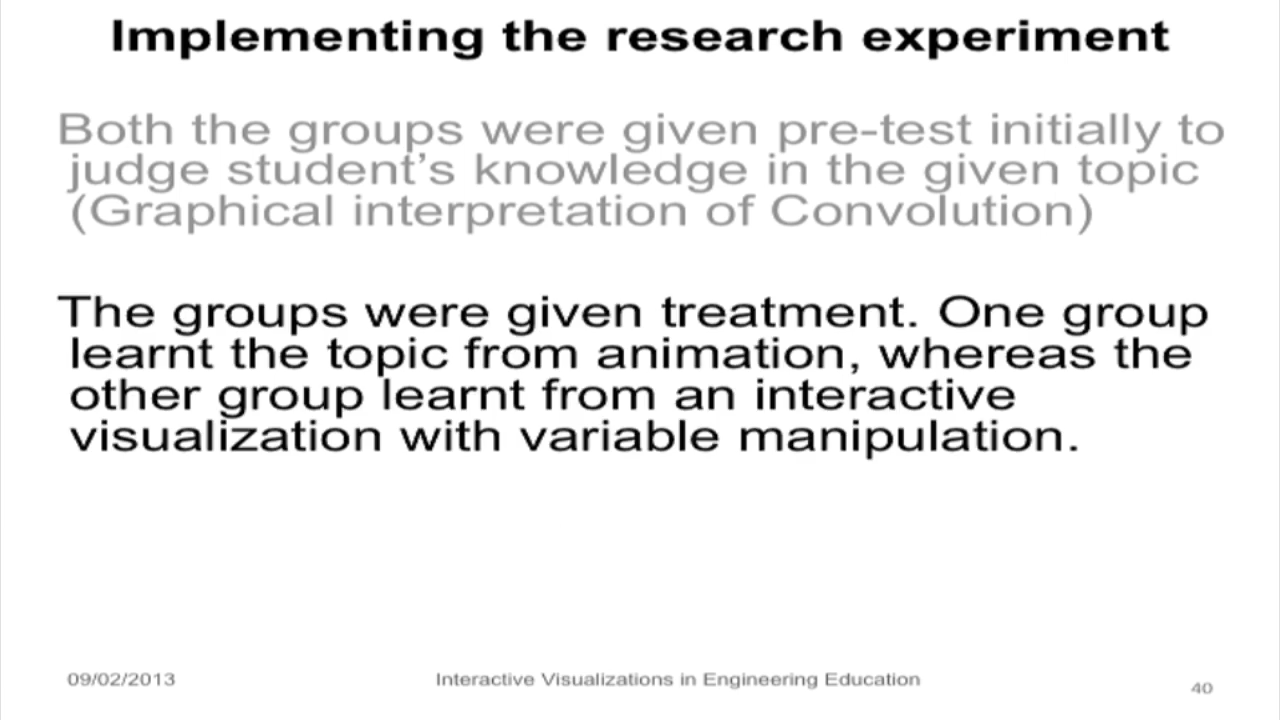 Implementing the research experiment
Both the groups were given pre-test initially to
judge student’s knowledge in the given topic
(Graphical interpretation of Convolution)
The groups were given treatment. One group
learnt the topic from animation, whereas the
other group learnt from an interactive
visualization with variable manipulation.
09/02/2013
Interactive Visualizations in Engineering Education
40